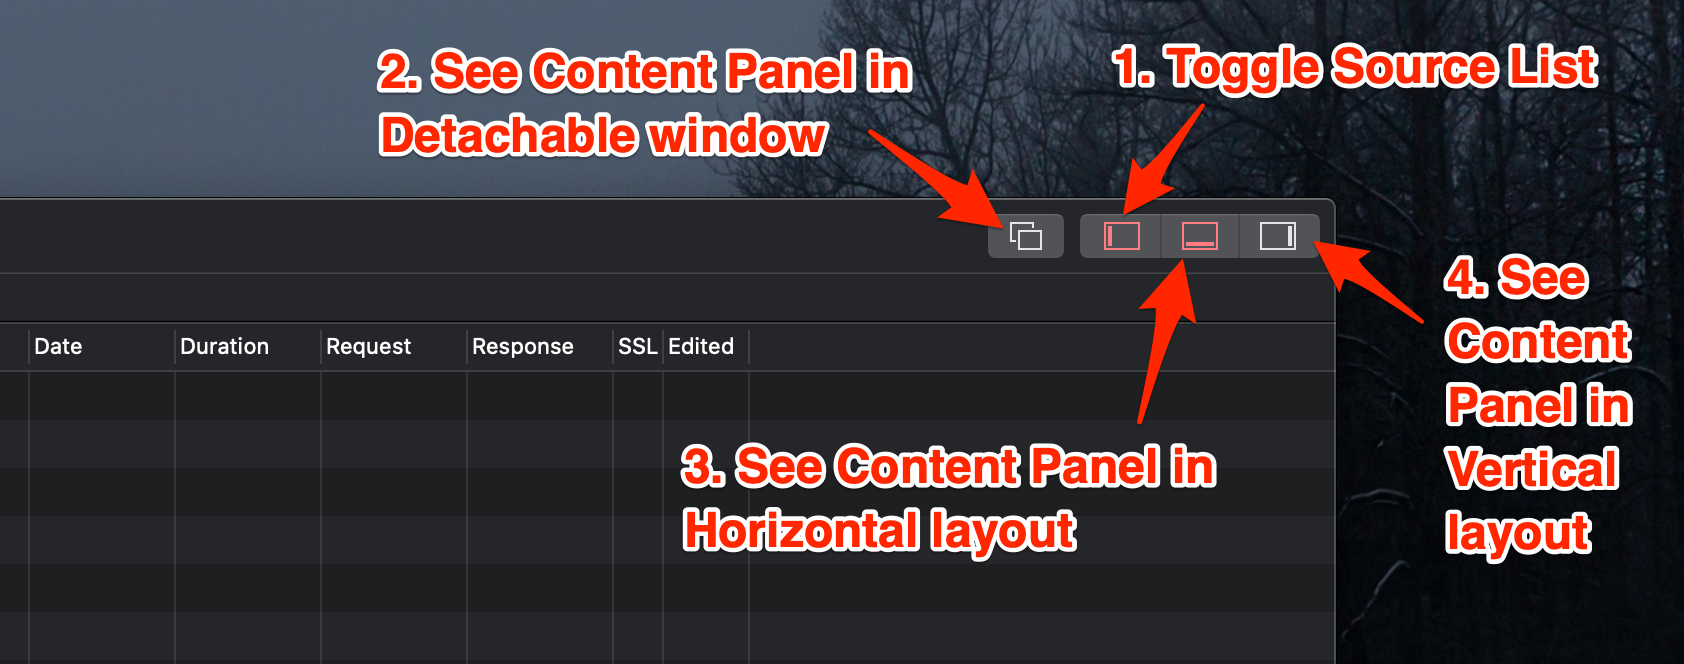 2. See Content Panel in
Detachable window
1. Toggle Source List
Date Duration Request Response SSL Edited
3. See Content Panel in
Horizontal layout
4. See
Content
Panel in
Vertical
layout